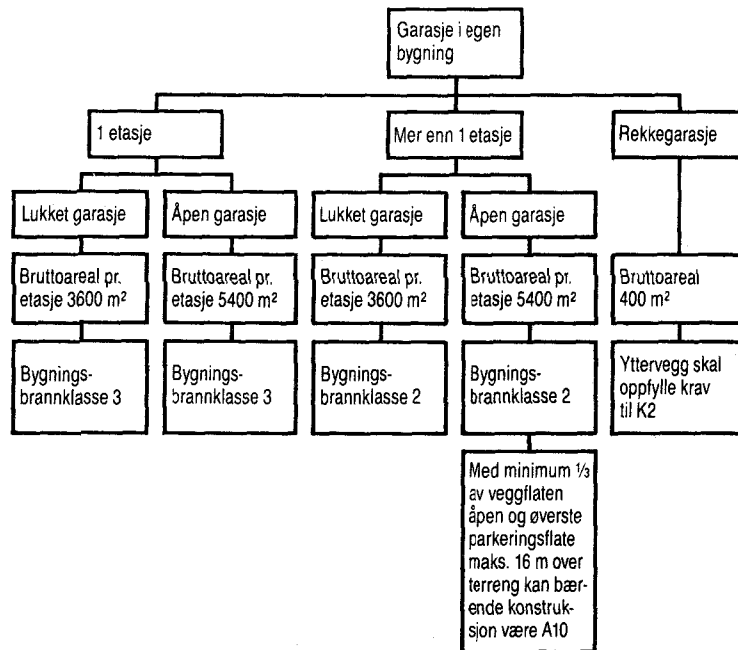 Garasje i egen
bygning
1 etasje
Mer enn 1 etasje
Rekkegarasje
Lukket garasje
Åpen garasje
Lukket garasje
Åpen garasje
Bruttoareal pr.
etasje 3600 m²
Bruttoareal pr.
etasje 5400 m²
Bruttoareal pr.
etasje 3600 m²
Bruttoareal pr.
etasje 5400 m²
Bruttoareal
400 m²
Bygnings-
brannklasse 3
Bygnings-
brannklasse 3
Bygnings-
brannklasse 2
Bygnings-
brannklasse 2
Yttervegg skal
oppfylle krav
til K2
Med minimum ⅓
av veggflaten
åpen og øverste
parkeringsflate
maks. 16 m over
terreng kan bær-
ende konstruk-
sjon være A10